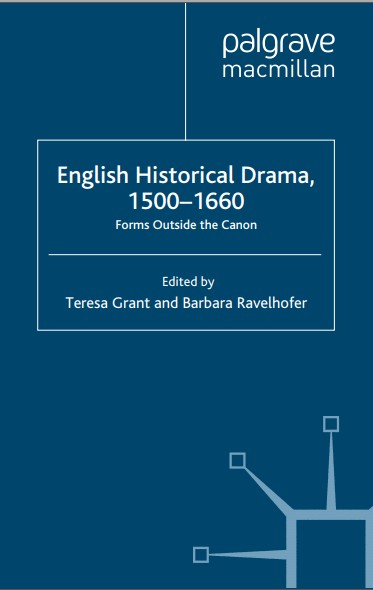 palgrave
macmillan
English Historical Drama,
1500–1660
Forms Outside the Canon
Edited by
Teresa Grant and Barbara Ravelhofer